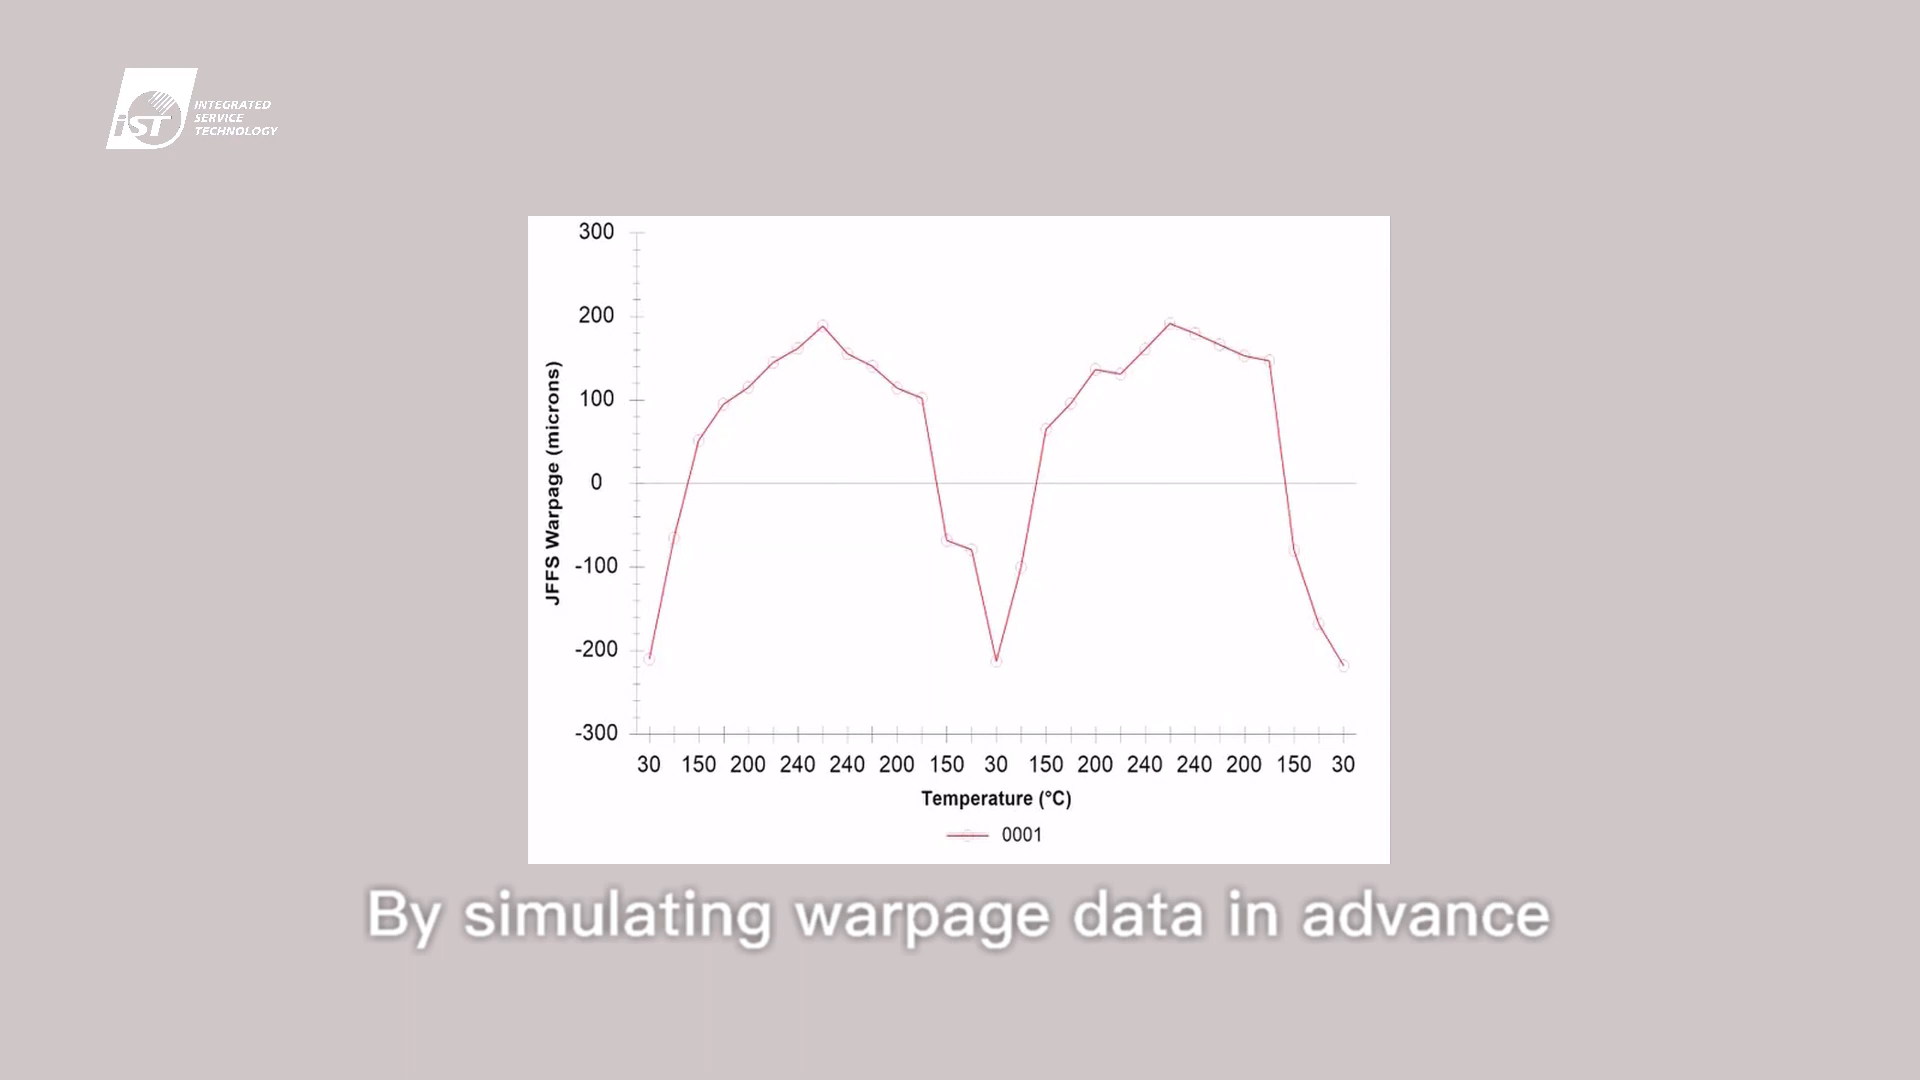 iST
INTEGRATED
SERVICE
TECHNOLOGY
300
200
100
0
-100
-200
-300
JFFS Warpage (microns)
30 150 200 240 240 200 150 30 150 200 240 240 200 150 30
Temperature (°C)
0001
By simulating warpage data in advance